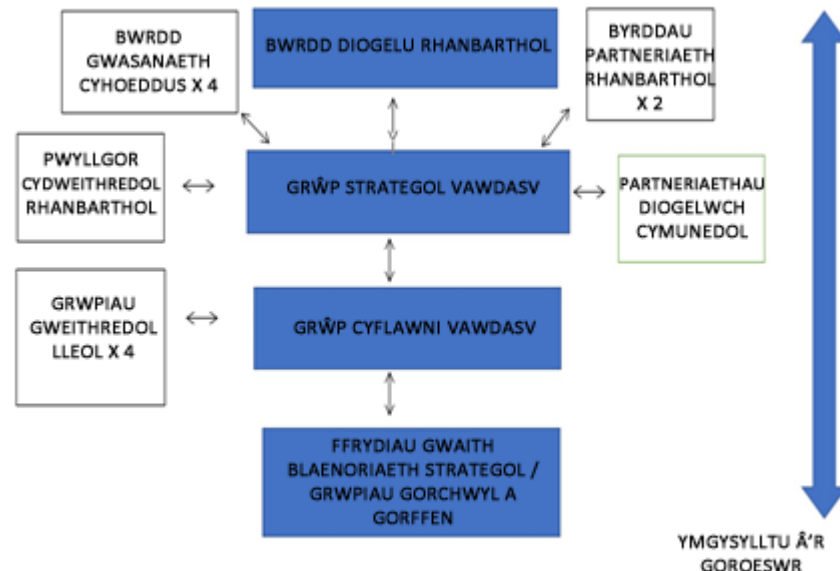 BWRDD
GWASANAETH
CYHOEDDUS X 4
BWRDD DIOGELU RHANBARTHOL
BYRDDAU
PARTNERIAETH
RHANBARTHOL
X 2
PWYLLGOR
CYDWEITHREDOL
RHANBARTHOL
GRŴP STRATEGOL VAWDASV
PARTNERIAETHAU
DIOGELWCH
CYMUNEDOL
GRWPIAU
GWEITHREDOL
LLEOL X 4
GRŴP CYFLAWNI VAWDASV
FFRYDIAU GWAITH
BLAENORIAETH STRATEGOL /
GRWPIAU GORCHWYL A
GORFFEN
YMGYSYLLTU Â’R
GOROESWR